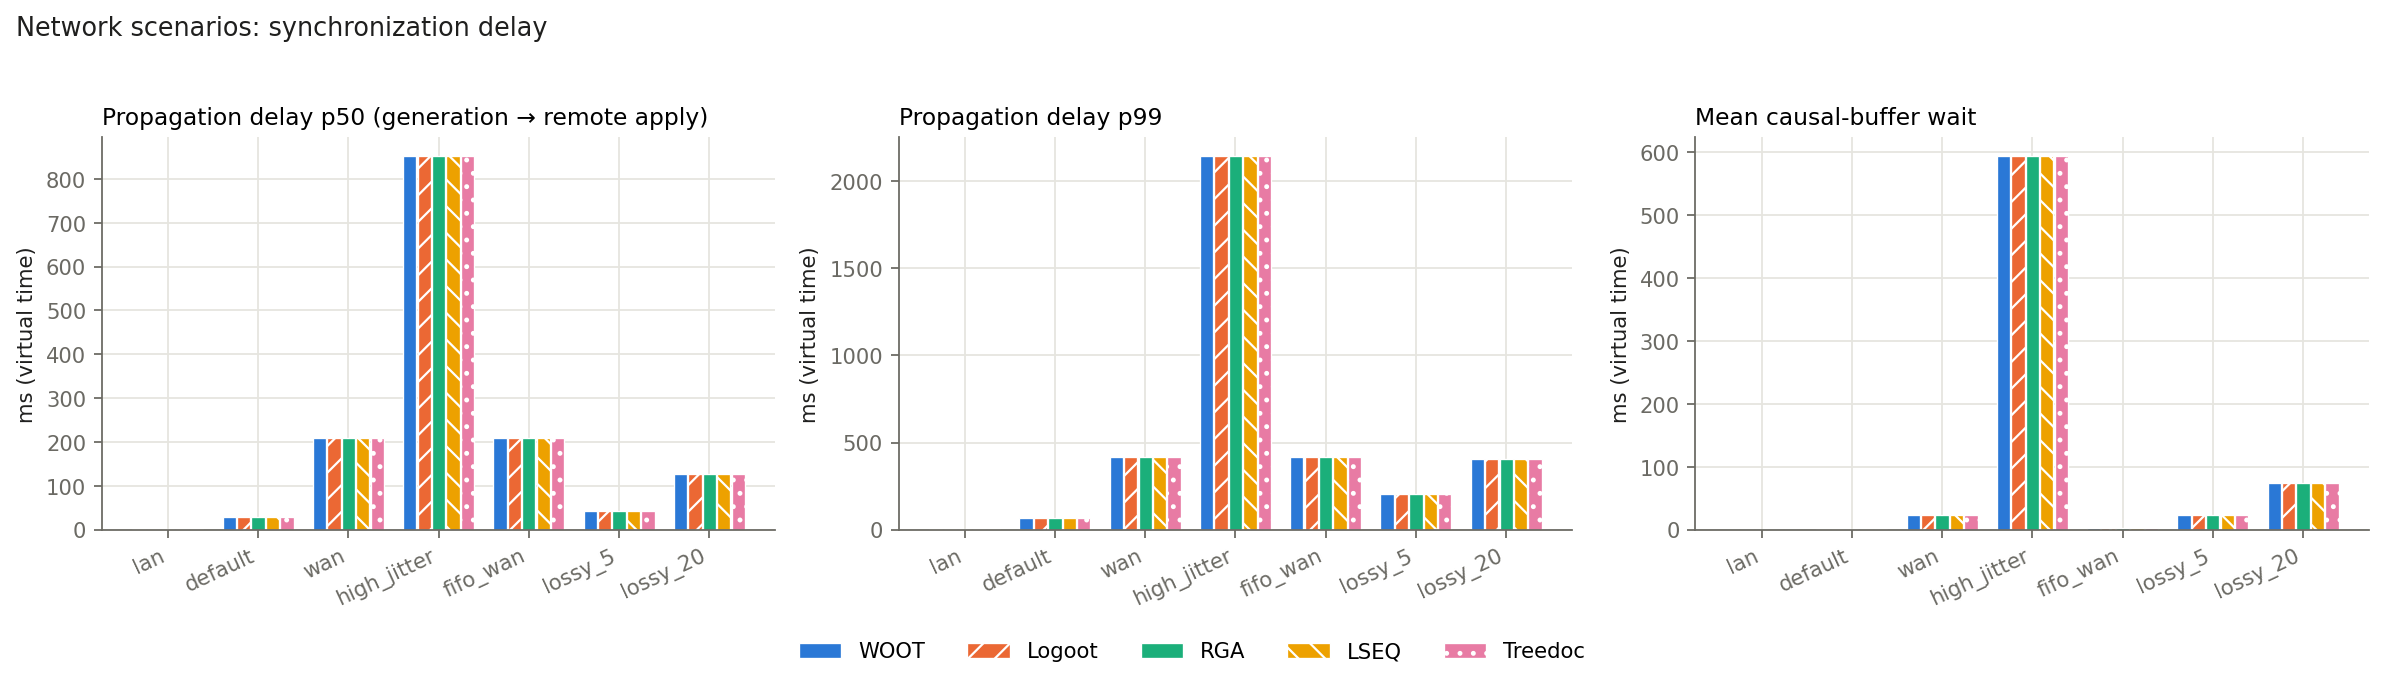 Network scenarios: synchronization delay
Propagation delay p50 (generation → remote apply)
ms (virtual time)
800
700
600
500
400
300
200
100
0
lan
default
wan
high_jitter
fifo_wan
lossy_5
lossy_20
Propagation delay p99
ms (virtual time)
2000
1500
1000
500
0
lan
default
wan
high_jitter
fifo_wan
lossy_5
lossy_20
Mean causal-buffer wait
ms (virtual time)
600
500
400
300
200
100
0
lan
default
wan
high_jitter
fifo_wan
lossy_5
lossy_20
WOOT Logoot RGA LSEQ Treedoc